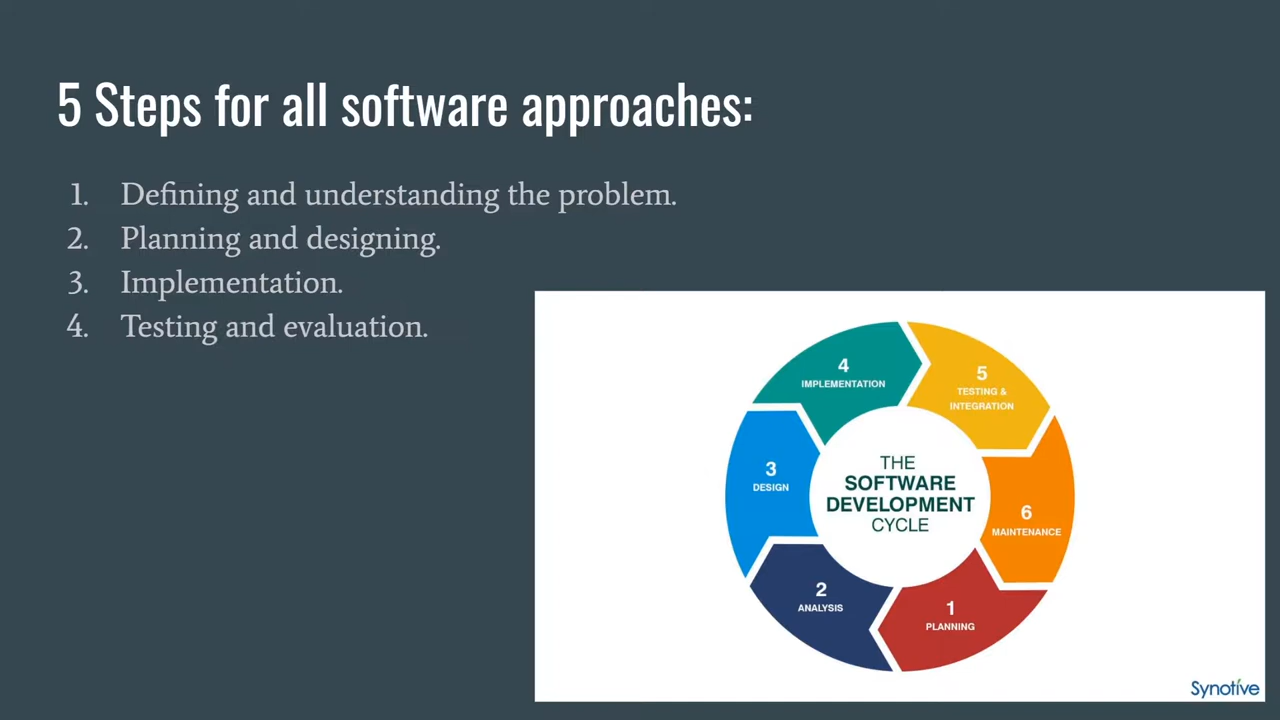 5 Steps for all software approaches:
1. Defining and understanding the problem.
2. Planning and designing.
3. Implementation.
4. Testing and evaluation.
4
IMPLEMENTATION
5
TESTING &
INTEGRATION
3
DESIGN
THE
SOFTWARE
DEVELOPMENT
CYCLE
6
MAINTENANCE
2
ANALYSIS
1
PLANNING
Synotive